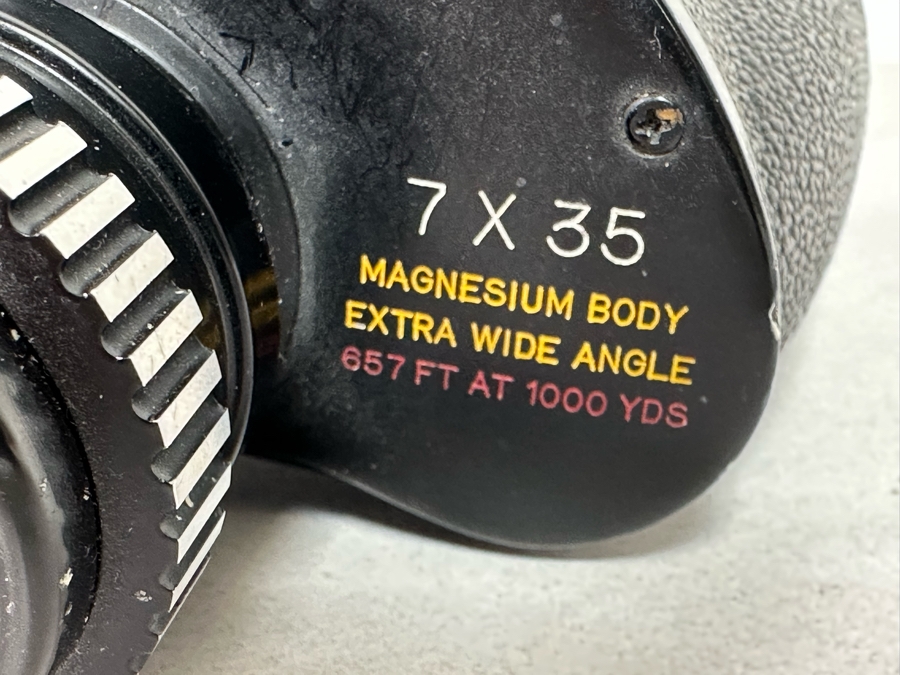 7 X 35
MAGNESIUM BODY
EXTRA WIDE ANGLE
657 FT AT 1000 YDS